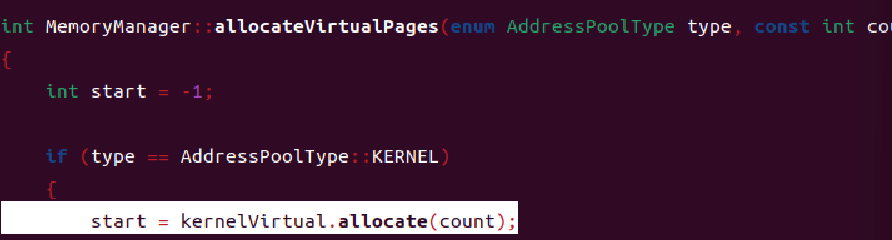 int MemoryManager::allocateVirtualPages(enum AddressPoolType type, const int cou
{
    int start = -1;
    if (type == AddressPoolType::KERNEL)
    {
        start = kernelVirtual.allocate(count);